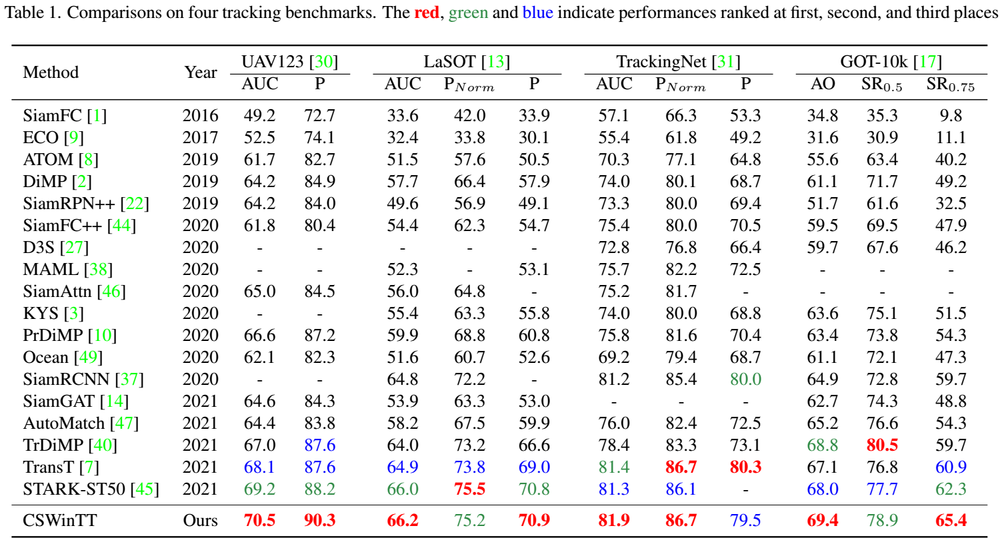 Table 1. Comparisons on four tracking benchmarks. The red, green and blue indicate performances ranked at first, second, and third places
Method Year UAV123 [30] LaSOT [13] TrackingNet [31] GOT-10k [17]
AUC P AUC P_Norm P AUC P_Norm P AO SR_0.5 SR_0.75
SiamFC [1] 2016 49.2 72.7 33.6 42.0 33.9 57.1 66.3 53.3 34.8 35.3 9.8
ECO [9] 2017 52.5 74.1 32.4 33.8 30.1 55.4 61.8 49.2 31.6 30.9 11.1
ATOM [8] 2019 61.7 82.7 51.5 57.6 50.5 70.3 77.1 64.8 55.6 63.4 40.2
DiMP [2] 2019 64.2 84.9 57.7 66.4 57.9 74.0 80.1 68.7 61.1 71.7 49.2
SiamRPN++ [22] 2019 64.2 84.0 49.6 56.9 49.1 73.3 80.0 69.4 51.7 61.6 32.5
SiamFC++ [44] 2020 61.8 80.4 54.4 62.3 54.7 75.4 80.0 70.5 59.5 69.5 47.9
D3S [27] 2020 - - - - - 72.8 76.8 66.4 59.7 67.6 46.2
MAML [38] 2020 - - 52.3 - 53.1 75.7 82.2 72.5 - - -
SiamAttn [46] 2020 65.0 84.5 56.0 64.8 - 75.2 81.7 - - - -
KYS [3] 2020 - - 55.4 63.3 55.8 74.0 80.0 68.8 63.6 75.1 51.5
PrDiMP [10] 2020 66.6 87.2 59.9 68.8 60.8 75.8 81.6 70.4 63.4 73.8 54.3
Ocean [49] 2020 62.1 82.3 51.6 60.7 52.6 69.2 79.4 68.7 61.1 72.1 47.3
SiamRCNN [37] 2020 - - 64.8 72.2 - 81.2 85.4 80.0 64.9 72.8 59.7
SiamGAT [14] 2021 64.6 84.3 53.9 63.3 53.0 - - - 62.7 74.3 48.8
AutoMatch [47] 2021 64.4 83.8 58.2 67.5 59.9 76.0 82.4 72.5 65.2 76.6 54.3
TrDiMP [40] 2021 67.0 87.6 64.0 73.2 66.6 78.4 83.3 73.1 68.8 80.5 59.7
TransT [7] 2021 68.1 87.6 64.9 73.8 69.0 81.4 86.7 80.3 67.1 76.8 60.9
STARK-ST50 [45] 2021 69.2 88.2 66.0 75.5 70.8 81.3 86.1 - 68.0 77.7 62.3
CSWinTT Ours 70.5 90.3 66.2 75.2 70.9 81.9 86.7 79.5 69.4 78.9 65.4